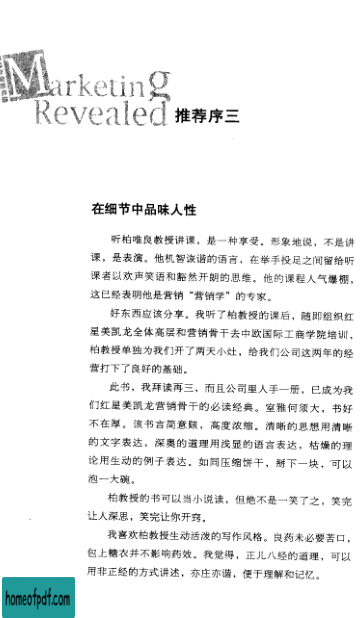 Marketing
Revealed 推荐序三
在细节中品味人性
听柏唯良教授讲课，是一种享受。形象地说，不是讲
课，是表演。他机智诙谐的语言，在举手投足之间留给听
课者以欢声笑语和豁然开朗的思维。他的课程人气爆棚，
这已经表明他是营销“营销学”的专家。
好东西应该分享。我听了柏教授的课后，随即组织红
星美凯龙全体高层和营销骨干去中欧国际工商学院培训，
柏教授单独为我们开了两天小灶，给我们公司这两年的经
营打下了良好的基础。
此书，我拜读再三，而且公司里人手一册，已成为我
们红星美凯龙营销骨干的必读经典。室雅何须大，书好
不在厚。该书言简意赅，高度浓缩。清晰的思想用清晰
的文字表达，深奥的道理用浅显的语言表达，枯燥的理
论用生动的例子表达。如同压缩饼干，掰下一块，可以
泡一大碗。
柏教授的书可以当小说读，但绝不是一笑了之，笑完
让人深思，笑完让你开窍。
我喜欢柏教授生动活泼的写作风格。良药未必要苦口，
包上糖衣并不影响药效。我觉得，正儿八经的道理，可以
用非正经的方式讲述，亦庄亦谐，便于理解和记忆。
homeofpdf.com